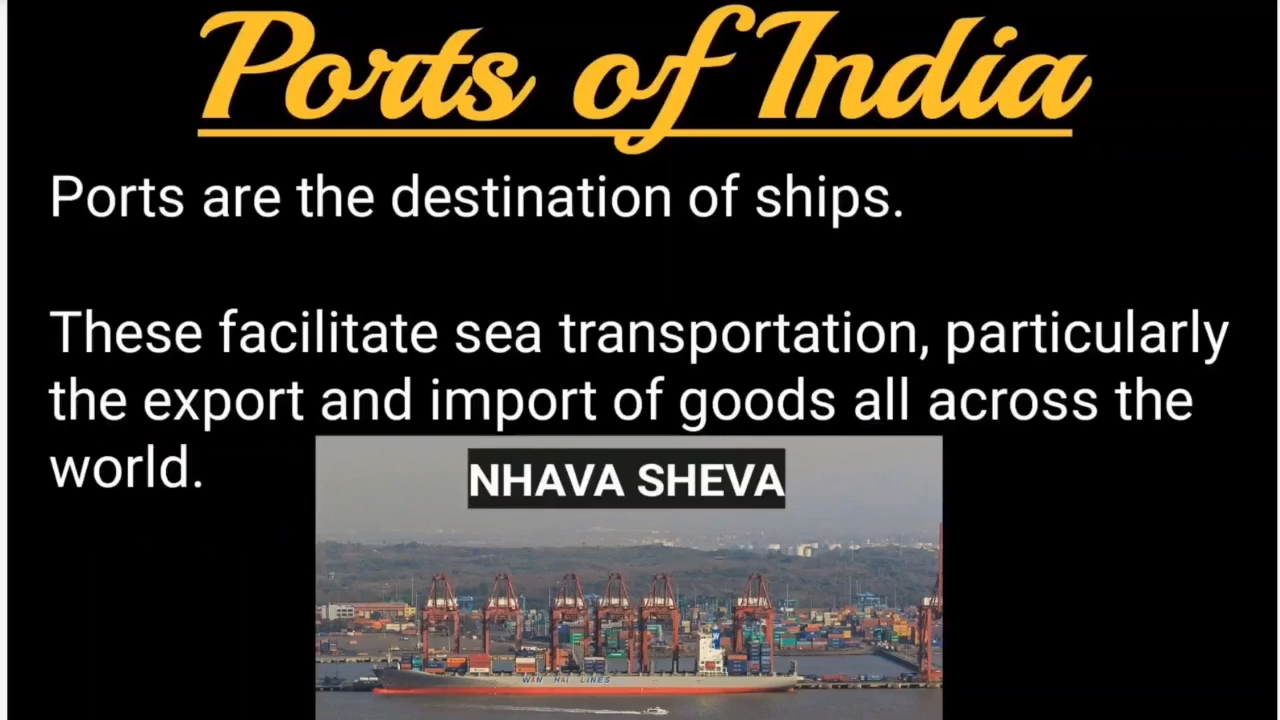 Ports of India
Ports are the destination of ships.
These facilitate sea transportation, particularly
the export and import of goods all across the
world.
NHAVA SHEVA
WAN HAI LINES